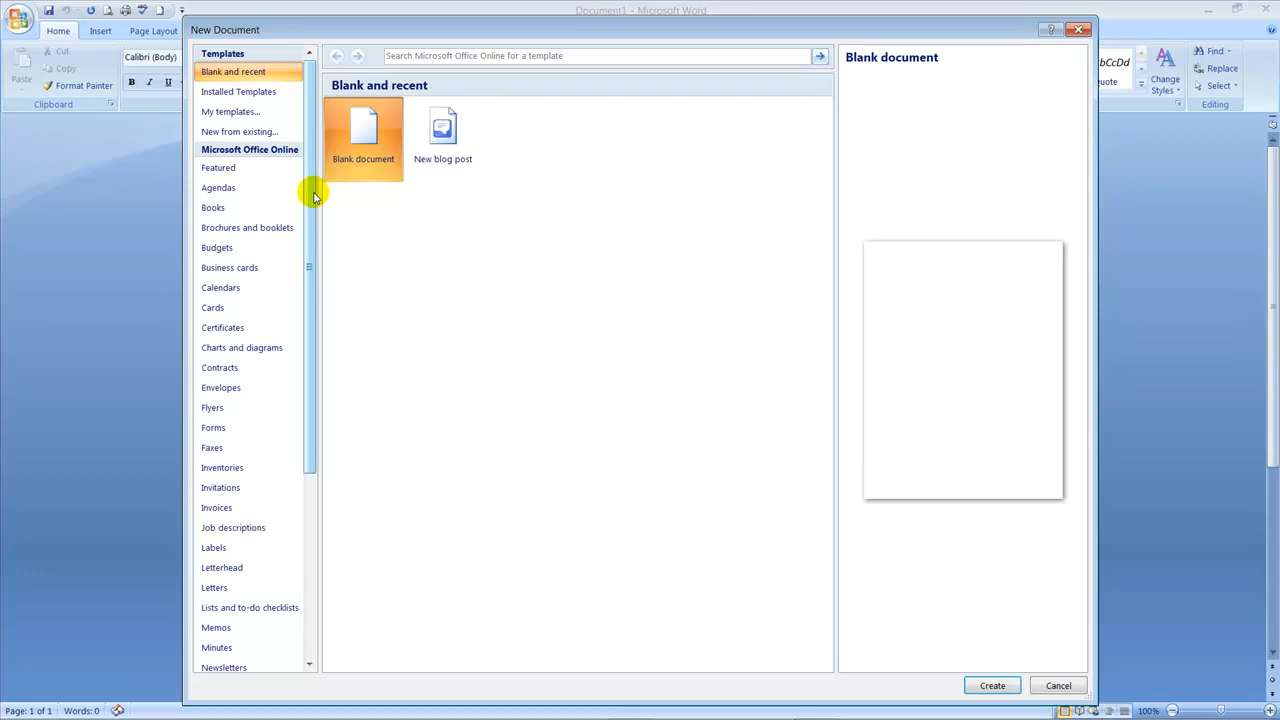 Document1 - Microsoft Word
New Document
Home
Insert
Page Layout
Cut
Copy
Paste
Format Painter
Clipboard
Calibri (Body)
B I U
Templates
Blank and recent
Installed Templates
My templates...
New from existing...
Microsoft Office Online
Featured
Agendas
Books
Brochures and booklets
Budgets
Business cards
Calendars
Cards
Certificates
Charts and diagrams
Contracts
Envelopes
Flyers
Forms
Faxes
Inventories
Invitations
Invoices
Job descriptions
Labels
Letterhead
Letters
Lists and to-do checklists
Memos
Minutes
Newsletters
Search Microsoft Office Online for a template
Blank and recent
Blank document
New blog post
Blank document
Create
Cancel
bCcDd
uote
Change
Styles
Find
Replace
Select
Editing
Page: 1 of 1
Words: 0
100%